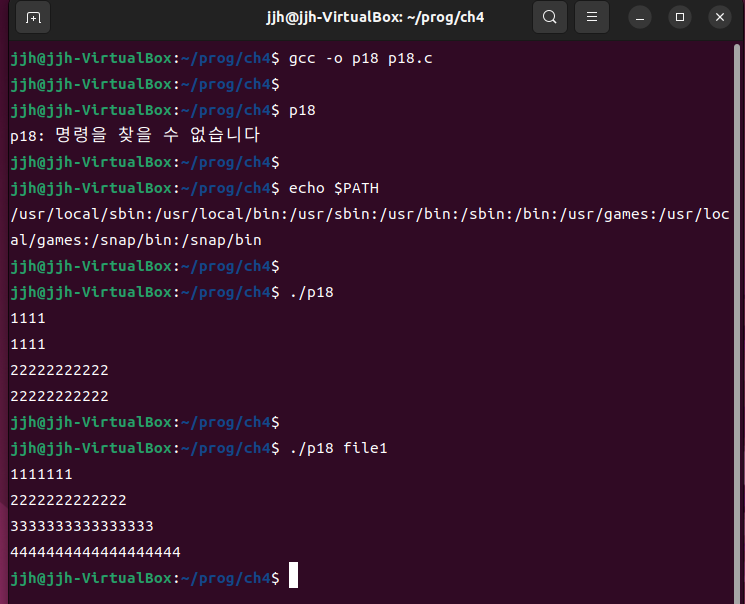 jjh@jjh-VirtualBox: ~/prog/ch4
jjh@jjh-VirtualBox:~/prog/ch4$ gcc -o p18 p18.c
jjh@jjh-VirtualBox:~/prog/ch4$
jjh@jjh-VirtualBox:~/prog/ch4$ p18
p18: 명령을 찾을 수 없습니다
jjh@jjh-VirtualBox:~/prog/ch4$
jjh@jjh-VirtualBox:~/prog/ch4$ echo $PATH
/usr/local/sbin:/usr/local/bin:/usr/sbin:/usr/bin:/sbin:/bin:/usr/games:/usr/loc
al/games:/snap/bin:/snap/bin
jjh@jjh-VirtualBox:~/prog/ch4$
jjh@jjh-VirtualBox:~/prog/ch4$ ./p18
1111
1111
22222222222
22222222222
jjh@jjh-VirtualBox:~/prog/ch4$
jjh@jjh-VirtualBox:~/prog/ch4$ ./p18 file1
1111111
2222222222222
3333333333333333
4444444444444444444
jjh@jjh-VirtualBox:~/prog/ch4$